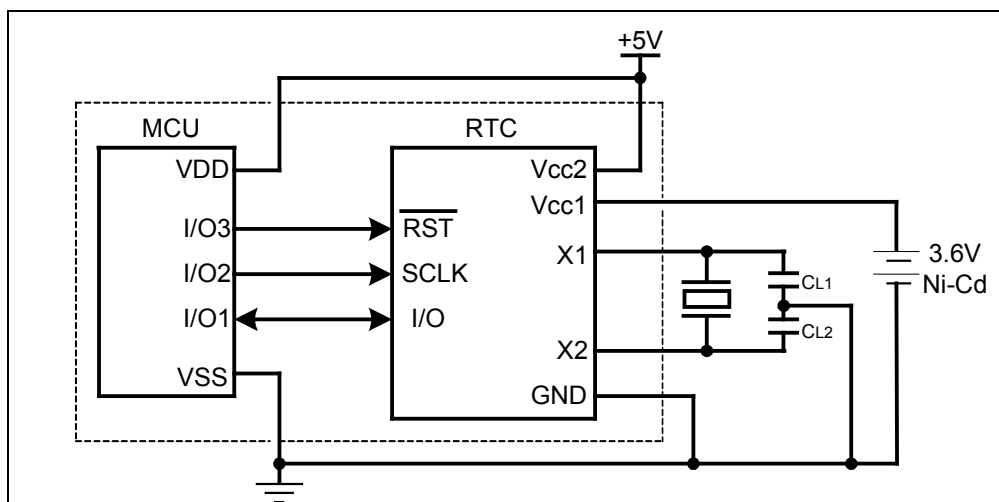 +5V
MCU
RTC
VDD
I/O3
I/O2
I/O1
VSS
Vcc2
Vcc1
RST
SCLK
I/O
X1
X2
GND
CL1
CL2
3.6V
Ni-Cd